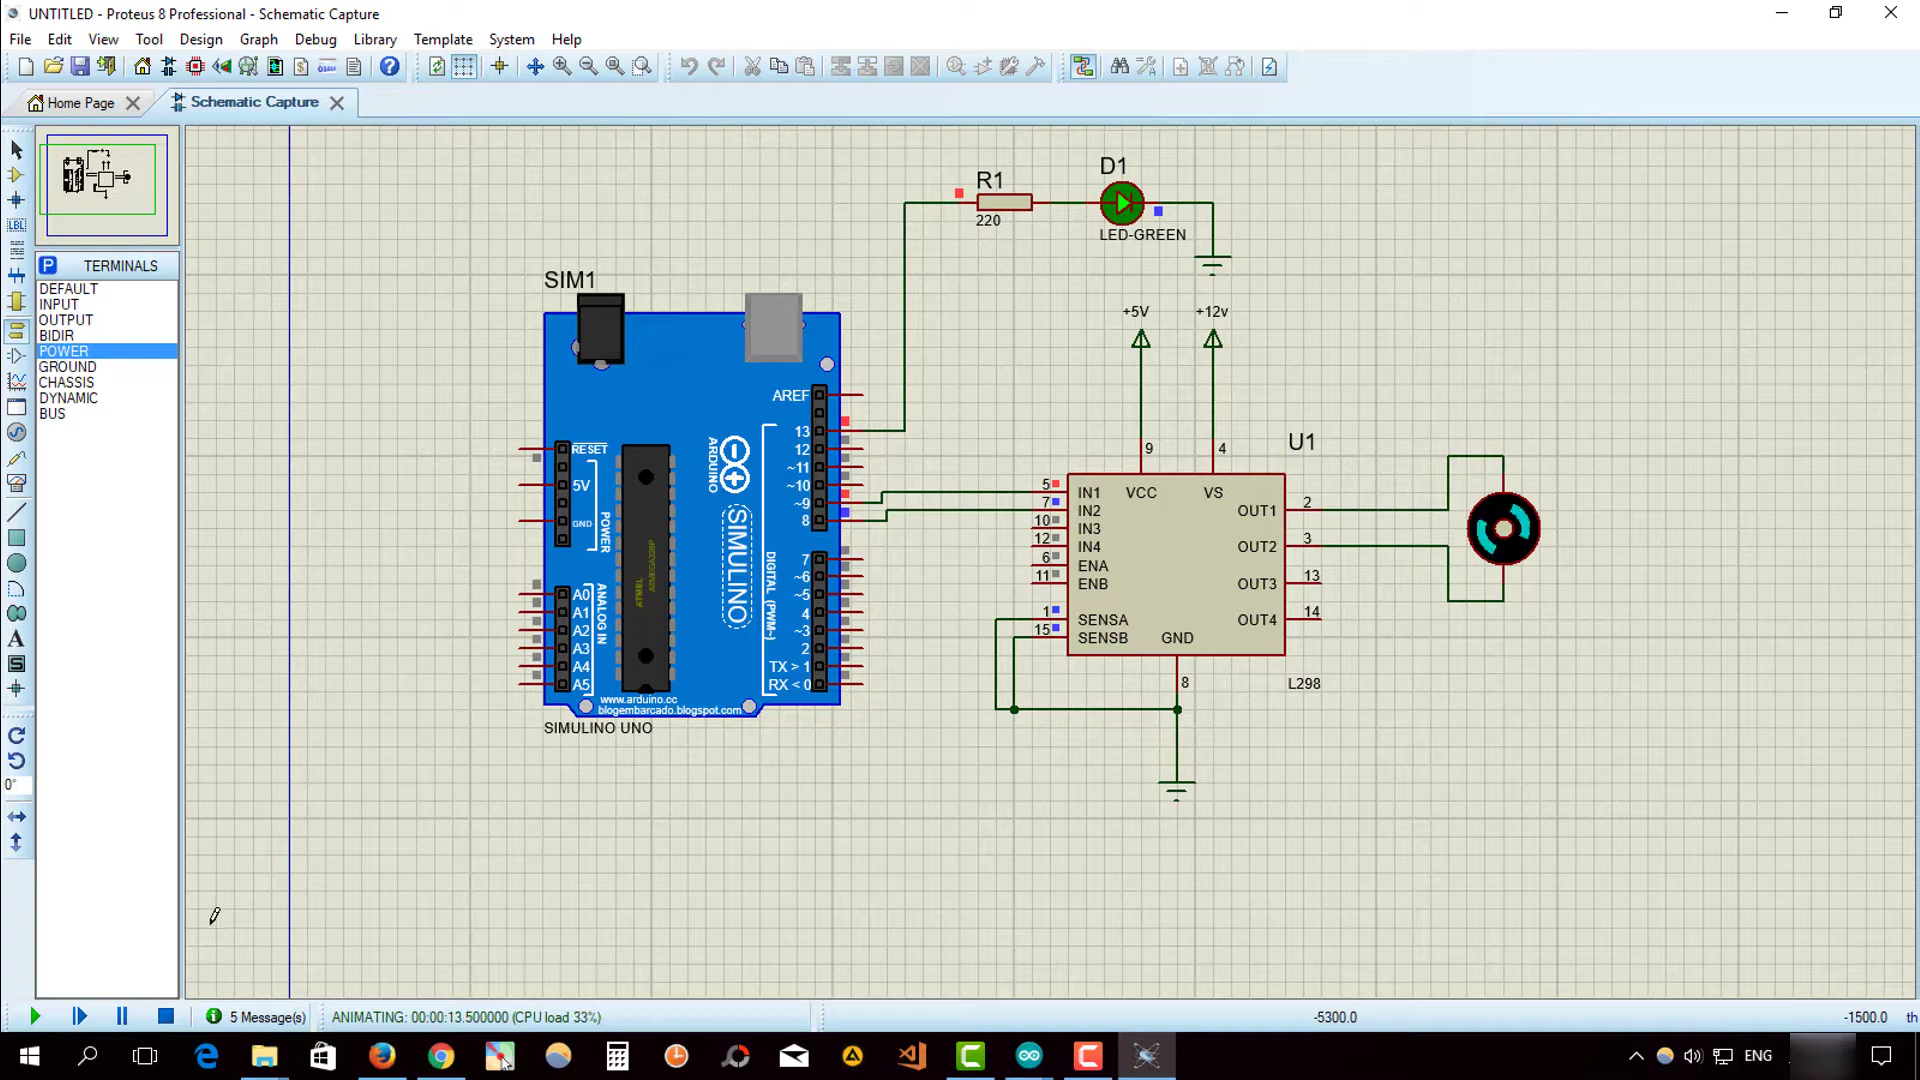 UNTITLED - Proteus 8 Professional - Schematic Capture
File Edit View Tool Design Graph Debug Library Template System Help
Home Page
Schematic Capture
TERMINALS
DEFAULT
INPUT
OUTPUT
BIDIR
POWER
GROUND
CHASSIS
DYNAMIC
BUS
LBL
0°
R1
220
D1
LED-GREEN
+5V
+12v
SIM1
AREF
13
12
~11
~10
~9
8
7
~6
~5
4
~3
2
TX > 1
RX < 0
RESET
5V
GND
POWER
A0
A1
A2
A3
A4
A5
ANALOG IN
ATMEL
ATMEGA328P
ARDUINO
SIMULINO
DIGITAL (PWM~)
www.arduino.cc
blogembarcado.blogspot.com
SIMULINO UNO
U1
9
4
5 IN1 VCC VS
7 IN2 OUT1 2
10 IN3
12 IN4 OUT2 3
6 ENA
11 ENB OUT3 13
1 SENSA OUT4 14
15 SENSB GND
8
L298
5 Message(s)
ANIMATING: 00:00:13.500000 (CPU load 33%)
-5300.0
-1500.0
th
ENG